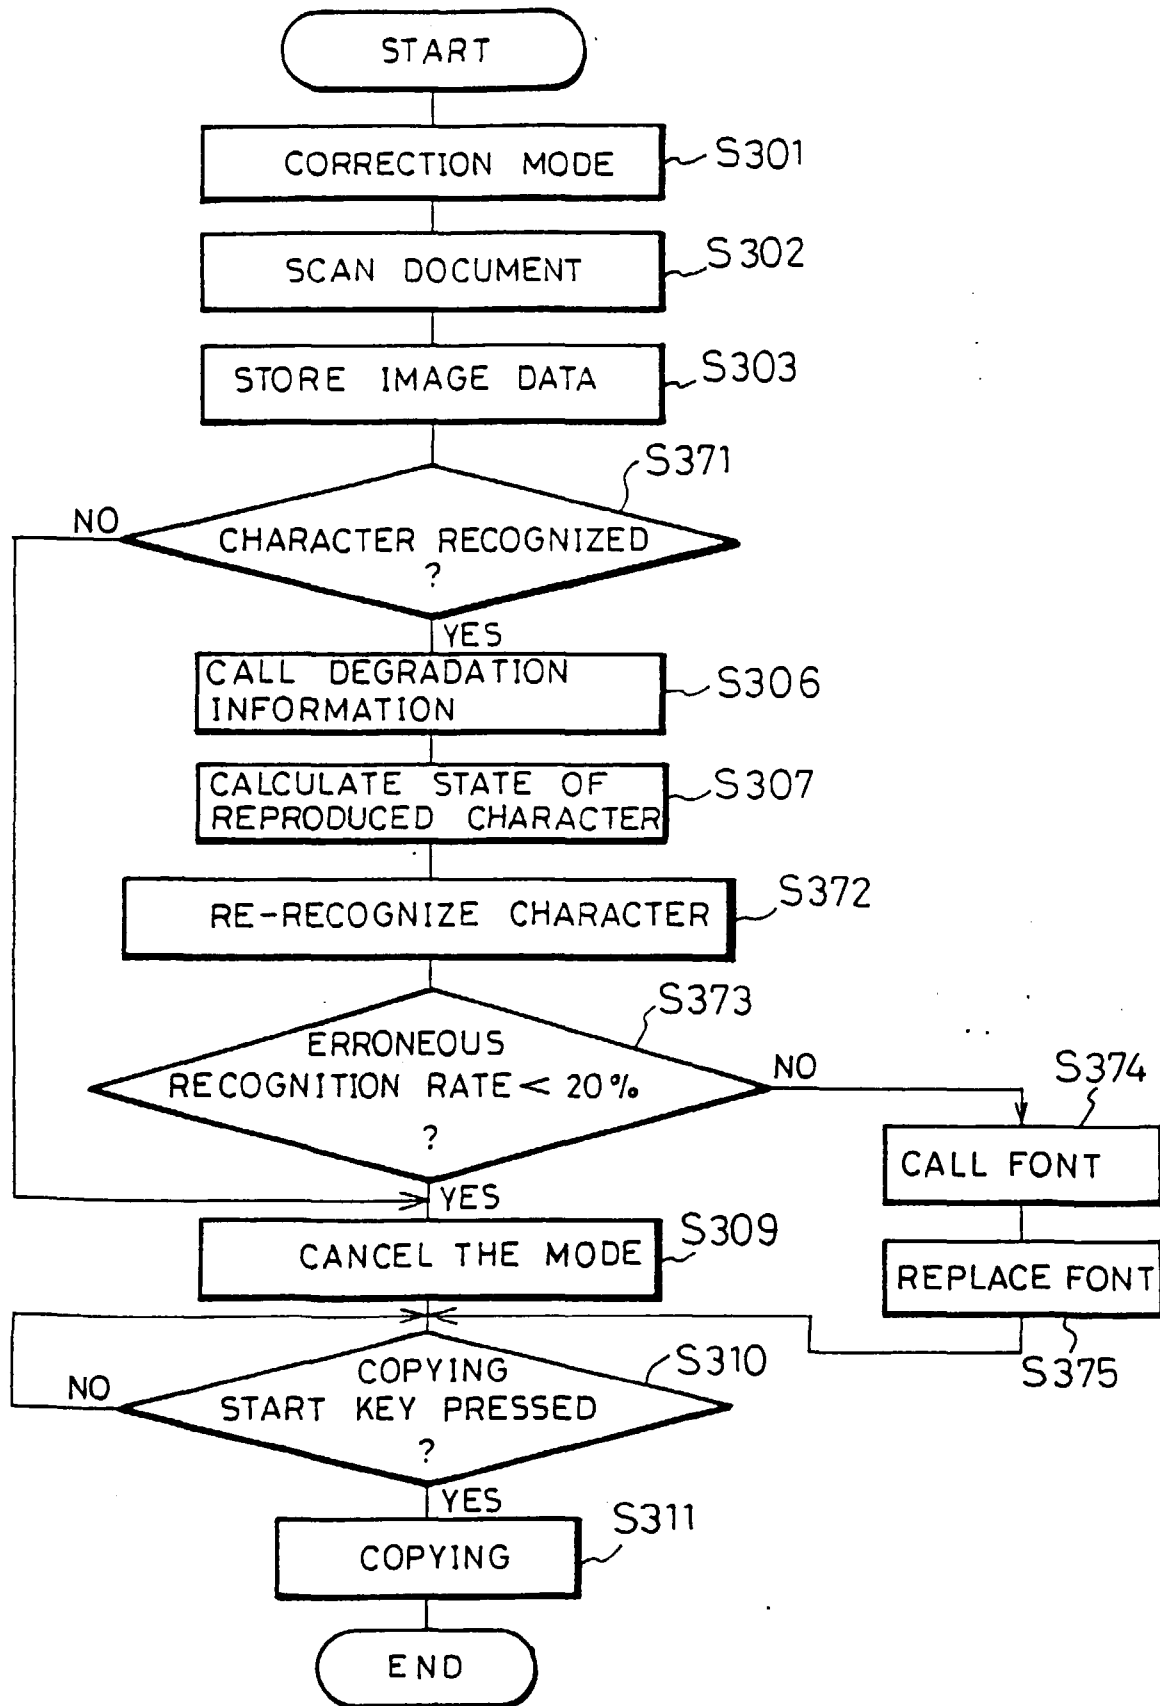 START
CORRECTION MODE
S301
SCAN DOCUMENT
S302
STORE IMAGE DATA
S303
S371
NO
CHARACTER RECOGNIZED
?
YES
CALL DEGRADATION
INFORMATION
S306
CALCULATE STATE OF
REPRODUCED CHARACTER
S307
RE-RECOGNIZE CHARACTER
S372
S373
ERRONEOUS
RECOGNITION RATE < 20%
?
NO
S374
CALL FONT
YES
CANCEL THE MODE
S309
REPLACE FONT
S375
S310
COPYING
START KEY PRESSED
?
NO
YES
COPYING
S311
END